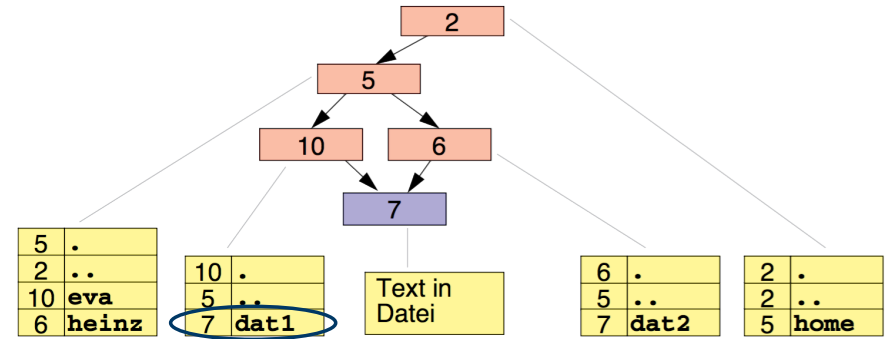 2
5
10 6
7
5 .
2 ..
10 eva
6 heinz
10 .
5 ..
7 dat1
Text in
Datei
6 .
5 ..
7 dat2
2 .
2 ..
5 home